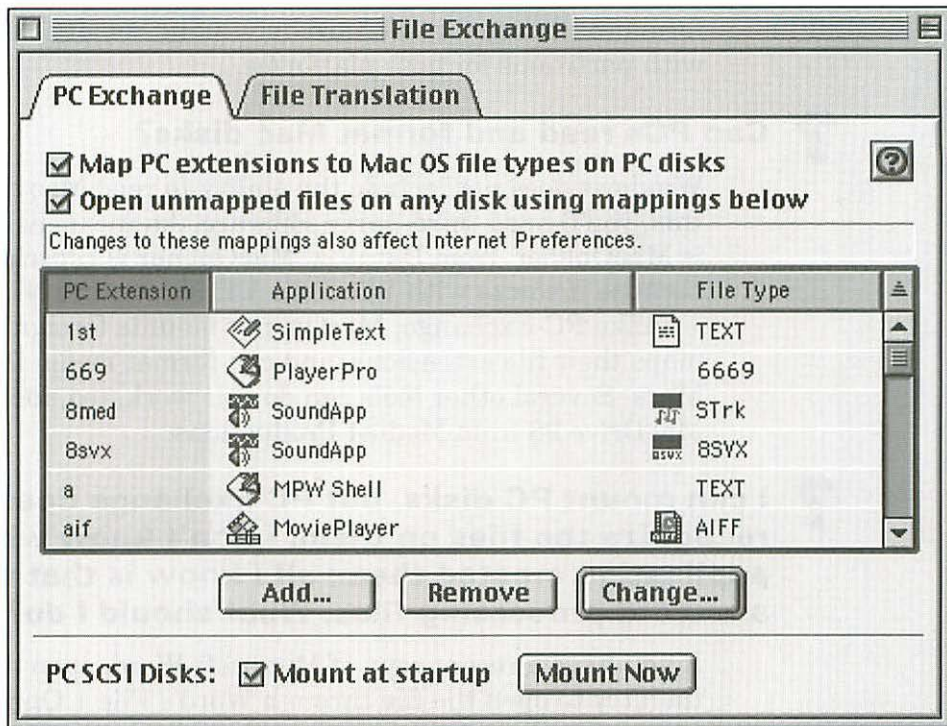 File Exchange
PC Exchange
File Translation
Map PC extensions to Mac OS file types on PC disks
Open unmapped files on any disk using mappings below
Changes to these mappings also affect Internet Preferences.
PC Extension Application File Type
1st SimpleText TEXT
669 PlayerPro 6669
8med SoundApp STrk
8svx SoundApp 8SVX
a MPW Shell TEXT
aif MoviePlayer AIFF
Add... Remove Change...
PC SCSI Disks: Mount at startup Mount Now